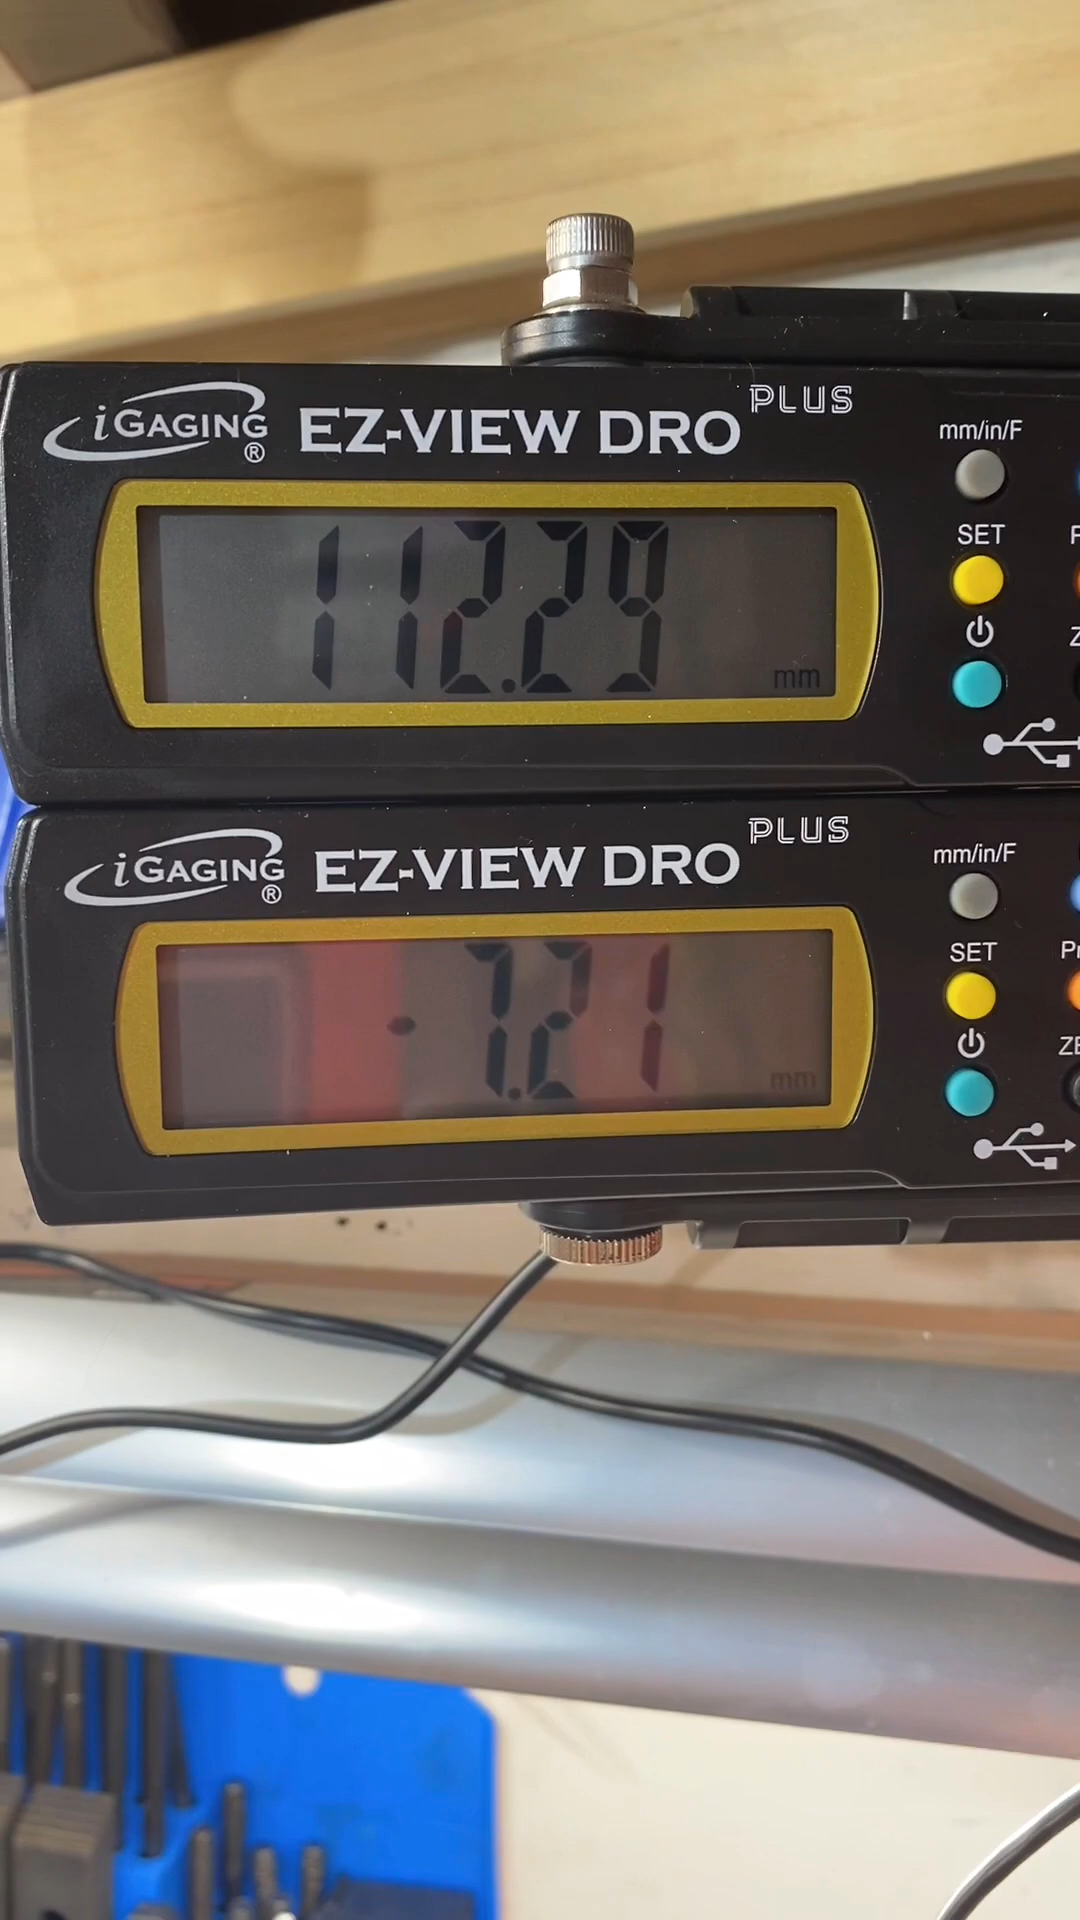 iGAGING®
EZ-VIEW DRO PLUS
mm/in/F
SET
112.29
mm
iGAGING®
EZ-VIEW DRO PLUS
mm/in/F
SET
-7.21
mm